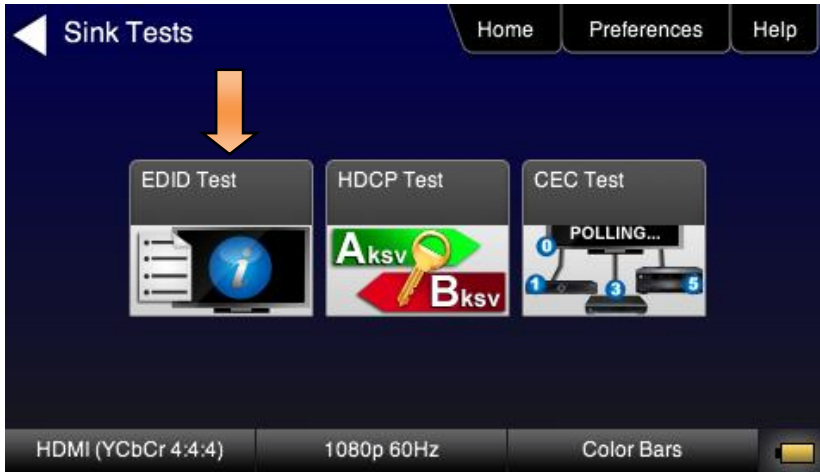 Sink Tests
Home
Preferences
Help
EDID Test
HDCP Test
CEC Test
i
Aksv
Bksv
POLLING...
0
1
3
5
HDMI (YCbCr 4:4:4)
1080p 60Hz
Color Bars